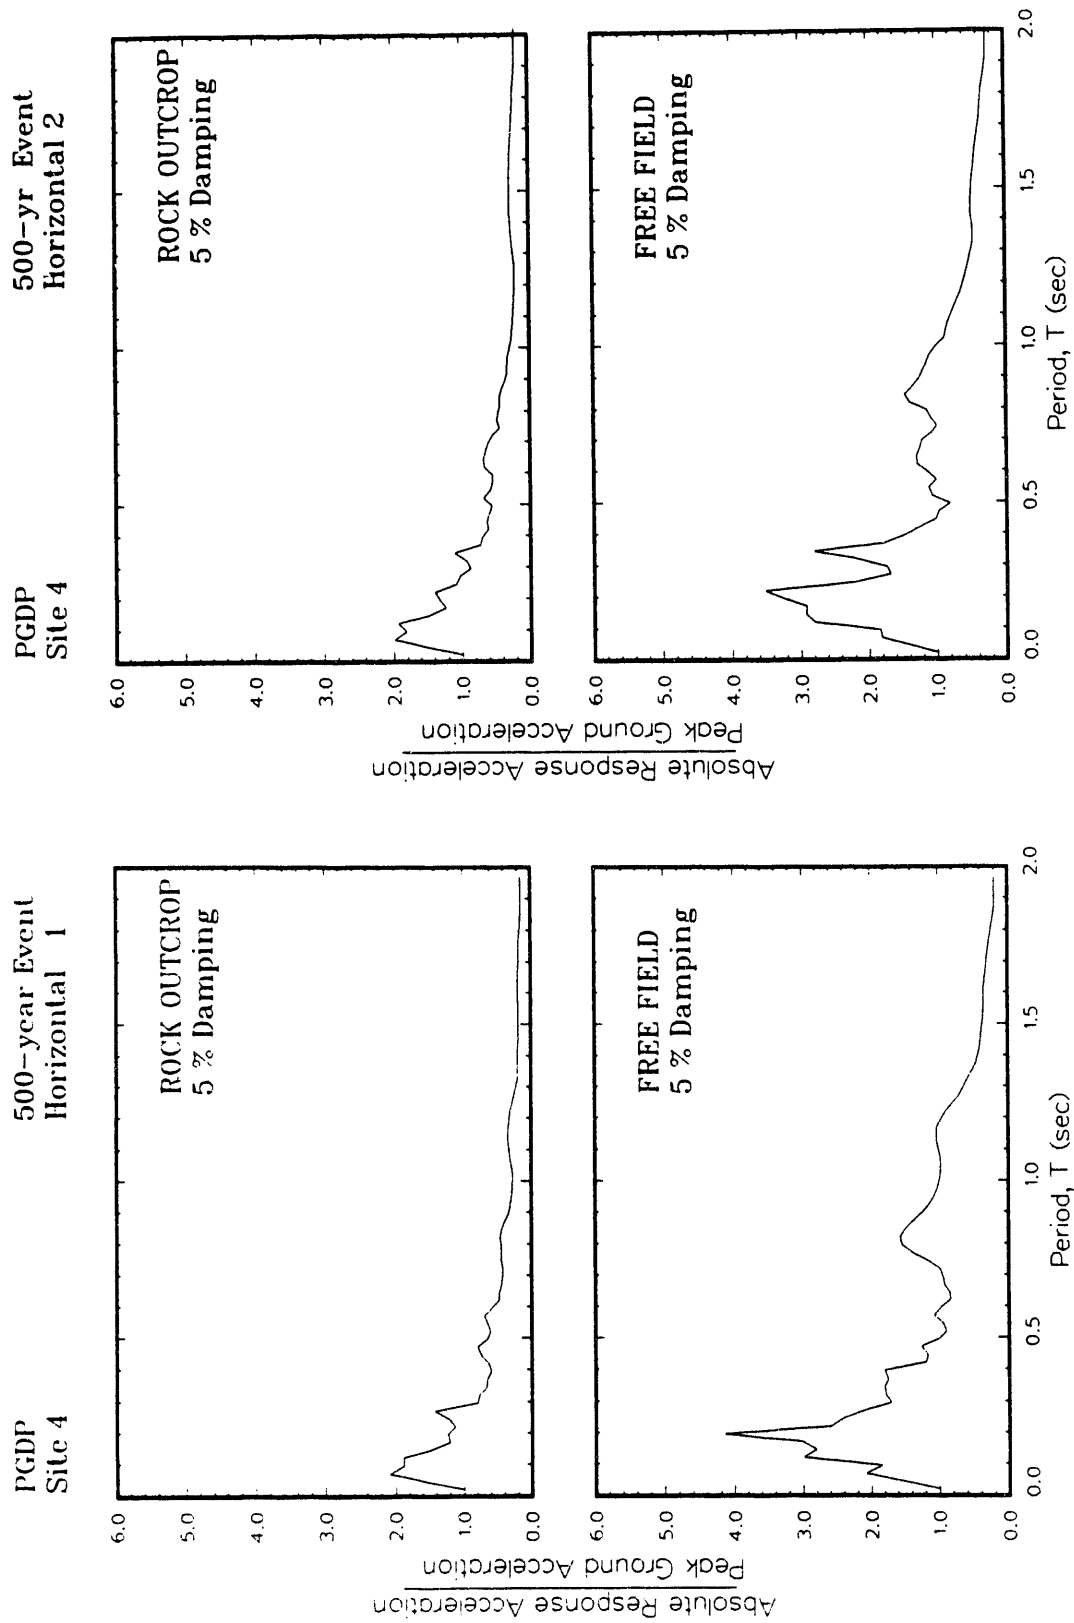 PGDP
Site 4
500-year Event
Horizontal 1
ROCK OUTCROP
5 % Damping
6.0
5.0
4.0
3.0
2.0
1.0
0.0
Absolute Response Acceleration
Peak Ground Acceleration
FREE FIELD
5 % Damping
6.0
5.0
4.0
3.0
2.0
1.0
0.0
0.0
0.5
1.0
1.5
2.0
Period, T (sec)
PGDP
Site 4
500-yr Event
Horizontal 2
ROCK OUTCROP
5 % Damping
6.0
5.0
4.0
3.0
2.0
1.0
0.0
Absolute Response Acceleration
Peak Ground Acceleration
FREE FIELD
5 % Damping
6.0
5.0
4.0
3.0
2.0
1.0
0.0
0.0
0.5
1.0
1.5
2.0
Period, T (sec)